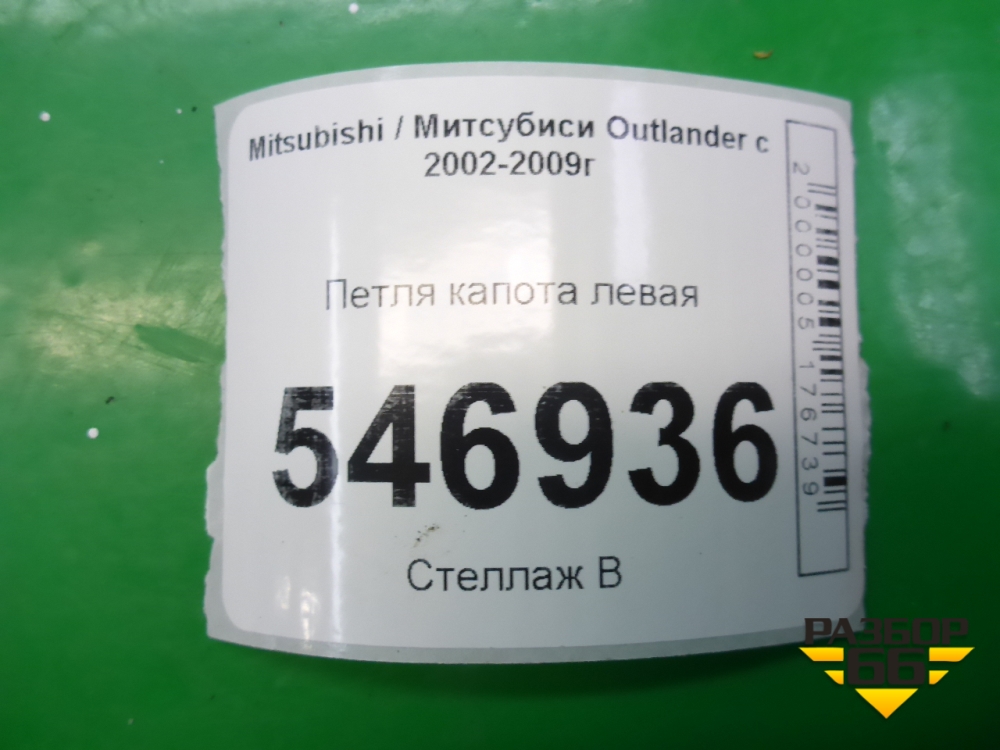 Mitsubishi / Митсубиси Outlander с
2002-2009г
Петля капота левая
546936
Стеллаж В
2000005176739
РАЗБОР
66